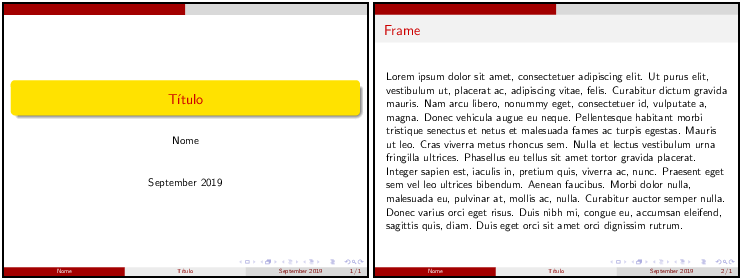 Título
Nome
September 2019
Nome Título September 2019 1 / 1
Frame
Lorem ipsum dolor sit amet, consectetuer adipiscing elit. Ut purus elit,
vestibulum ut, placerat ac, adipiscing vitae, felis. Curabitur dictum gravida
mauris. Nam arcu libero, nonummy eget, consectetuer id, vulputate a,
magna. Donec vehicula augue eu neque. Pellentesque habitant morbi
tristique senectus et netus et malesuada fames ac turpis egestas. Mauris
ut leo. Cras viverra metus rhoncus sem. Nulla et lectus vestibulum urna
fringilla ultrices. Phasellus eu tellus sit amet tortor gravida placerat.
Integer sapien est, iaculis in, pretium quis, viverra ac, nunc. Praesent eget
sem vel leo ultrices bibendum. Aenean faucibus. Morbi dolor nulla,
malesuada eu, pulvinar at, mollis ac, nulla. Curabitur auctor semper nulla.
Donec varius orci eget risus. Duis nibh mi, congue eu, accumsan eleifend,
sagittis quis, diam. Duis eget orci sit amet orci dignissim rutrum.
Nome Título September 2019 2 / 1